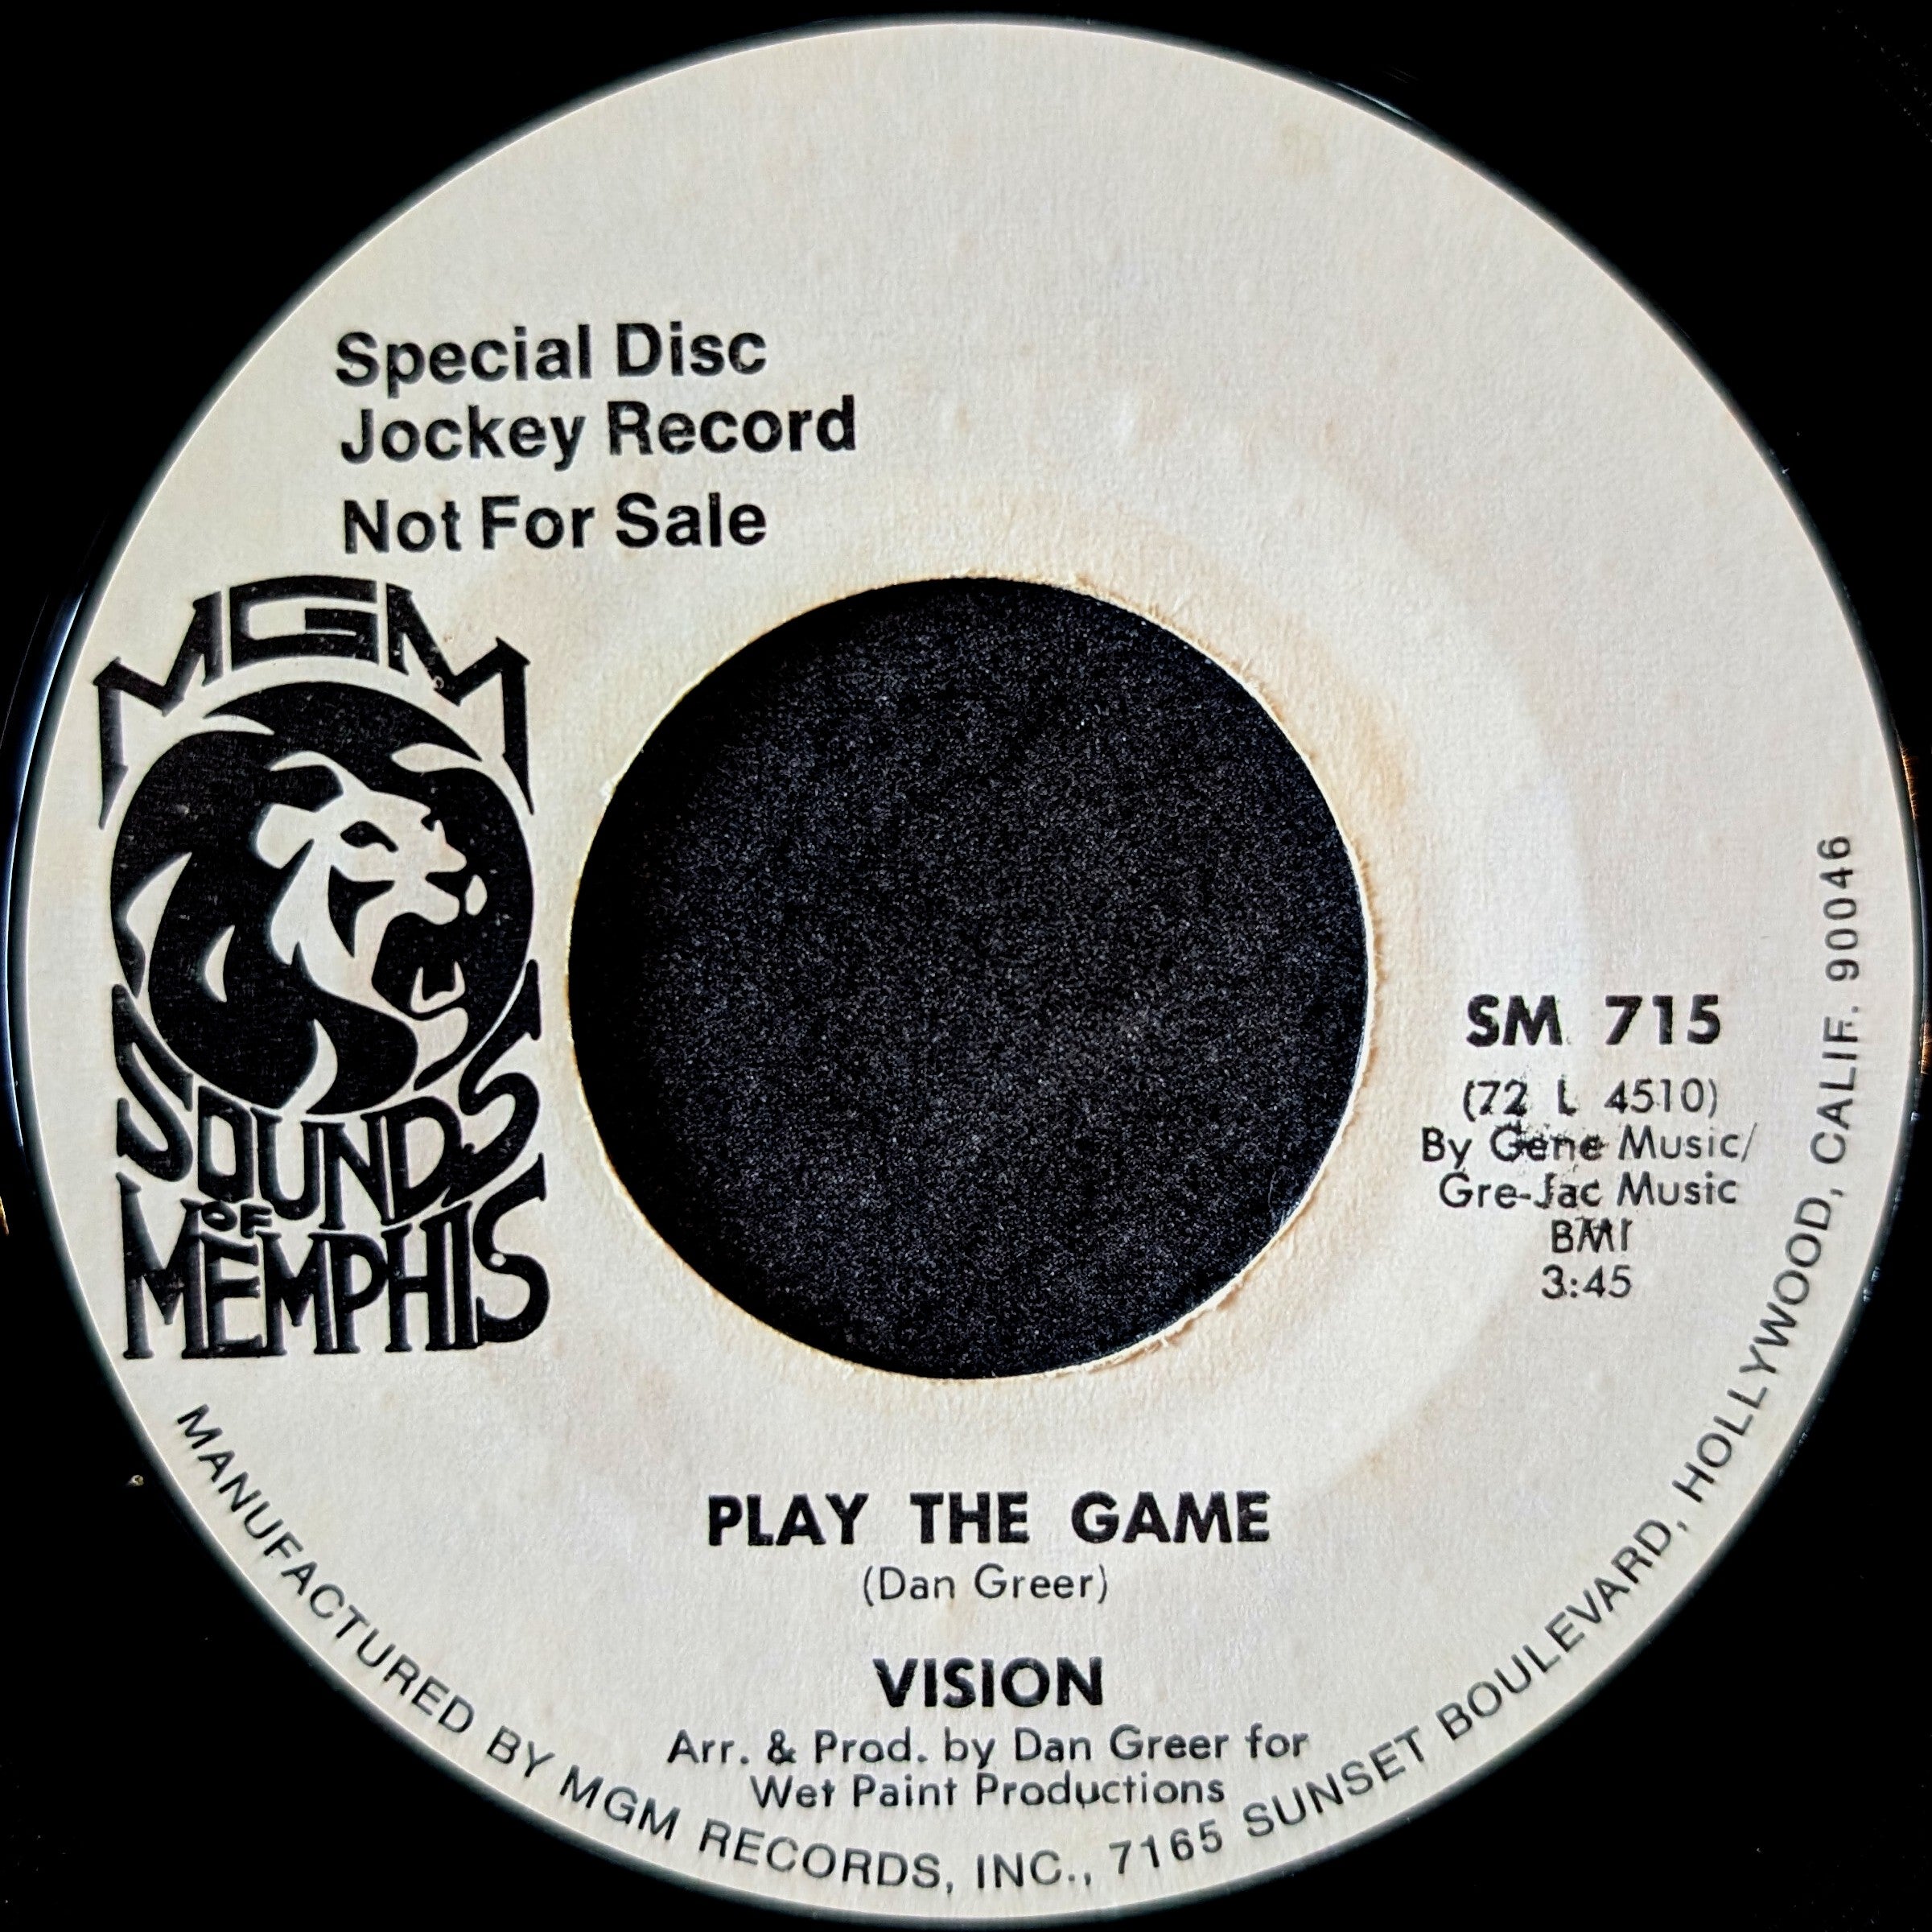 Special Disc
Jockey Record
Not For Sale
MGM
SOUNDS
OF
MEMPHIS
SM 715
(72 L 4510)
By Gene Music/
Gre-Jac Music
BMI
3:45
PLAY THE GAME
(Dan Greer)
VISION
Arr. & Prod. by Dan Greer for
Wet Paint Productions
MANUFACTURED BY MGM RECORDS, INC., 7165 SUNSET BOULEVARD, HOLLYWOOD, CALIF. 90046